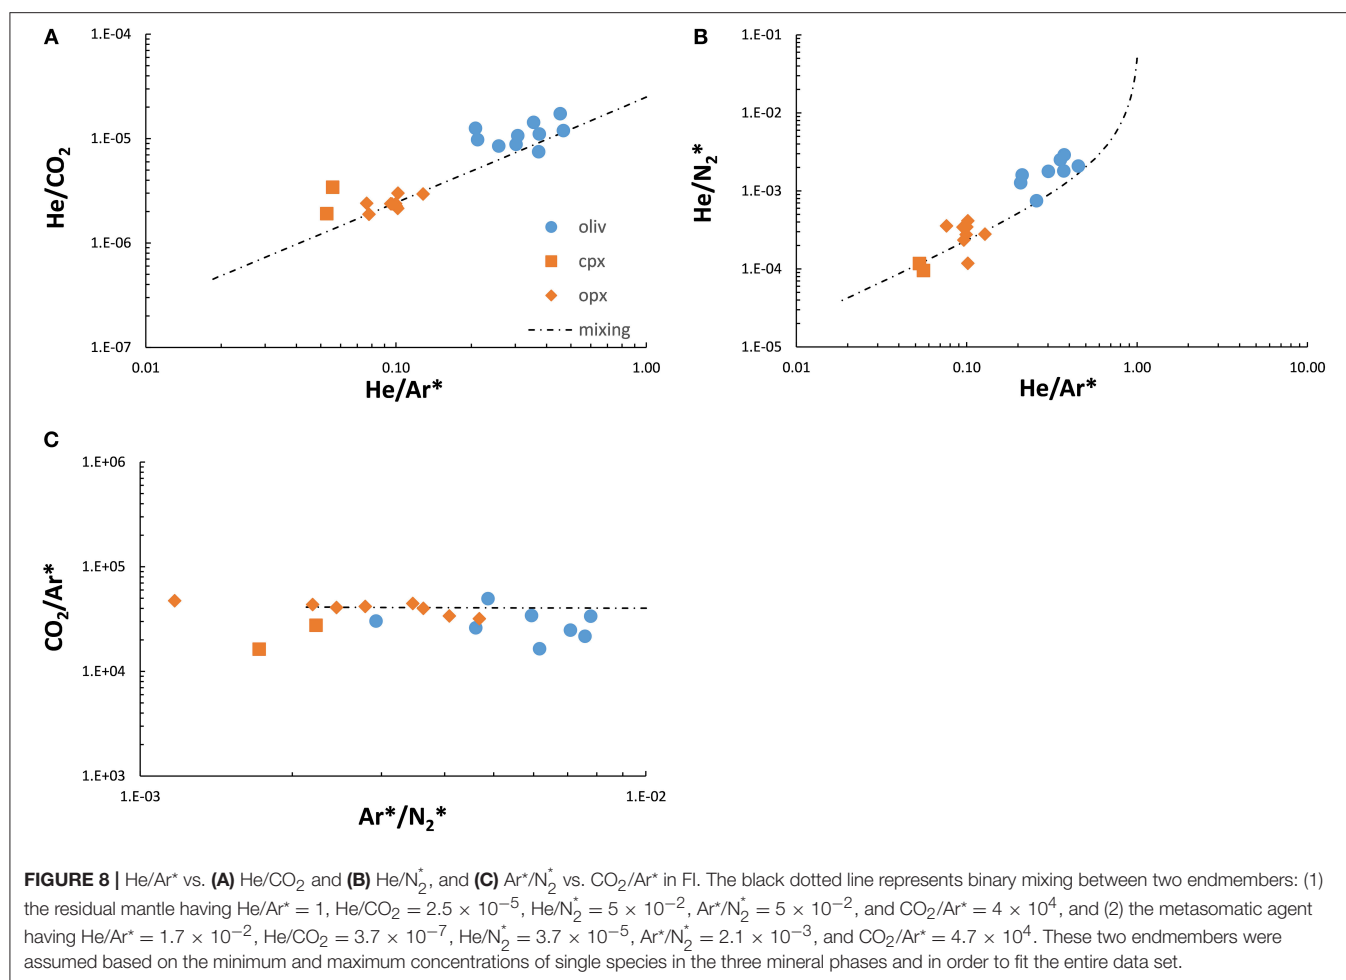 A
1.E-04
1.E-05
1.E-06
1.E-07
He/CO₂
0.01
0.10
1.00
He/Ar*
oliv
cpx
opx
mixing
B
1.E-01
1.E-02
1.E-03
1.E-04
1.E-05
He/N₂*
0.01
0.10
1.00
10.00
He/Ar*
C
1.E+06
1.E+05
1.E+04
1.E+03
CO₂/Ar*
1.E-03
1.E-02
Ar*/N₂*
FIGURE 8 | He/Ar* vs. (A) He/CO₂ and (B) He/N₂*, and (C) Ar*/N₂* vs. CO₂/Ar* in FI. The black dotted line represents binary mixing between two endmembers: (1)
the residual mantle having He/Ar* = 1, He/CO₂ = 2.5 × 10⁻⁵, He/N₂* = 5 × 10⁻², Ar*/N₂* = 5 × 10⁻², and CO₂/Ar* = 4 × 10⁴, and (2) the metasomatic agent
having He/Ar* = 1.7 × 10⁻², He/CO₂ = 3.7 × 10⁻⁷, He/N₂* = 3.7 × 10⁻⁵, Ar*/N₂* = 2.1 × 10⁻³, and CO₂/Ar* = 4.7 × 10⁴. These two endmembers were
assumed based on the minimum and maximum concentrations of single species in the three mineral phases and in order to fit the entire data set.